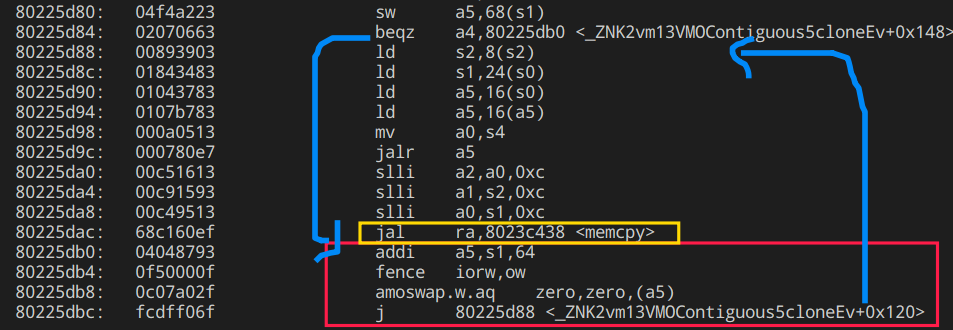 80225d80: 04f4a223 sw a5,68(s1)
80225d84: 02070663 beqz a4,80225db0 <_ZNK2vm13VMOContiguous5cloneEv+0x148>
80225d88: 00893903 ld s2,8(s2)
80225d8c: 01843483 ld s1,24(s0)
80225d90: 01043783 ld a5,16(s0)
80225d94: 0107b783 ld a5,16(a5)
80225d98: 000a0513 mv a0,s4
80225d9c: 000780e7 jalr a5
80225da0: 00c51613 slli a2,a0,0xc
80225da4: 00c91593 slli a1,s2,0xc
80225da8: 00c49513 slli a0,s1,0xc
80225dac: 68c160ef jal ra,8023c438 <memcpy>
80225db0: 04048793 addi a5,s1,64
80225db4: 0f50000f fence iorw,ow
80225db8: 0c07a02f amoswap.w.aq zero,zero,(a5)
80225dbc: fcdff06f j 80225d88 <_ZNK2vm13VMOContiguous5cloneEv+0x120>